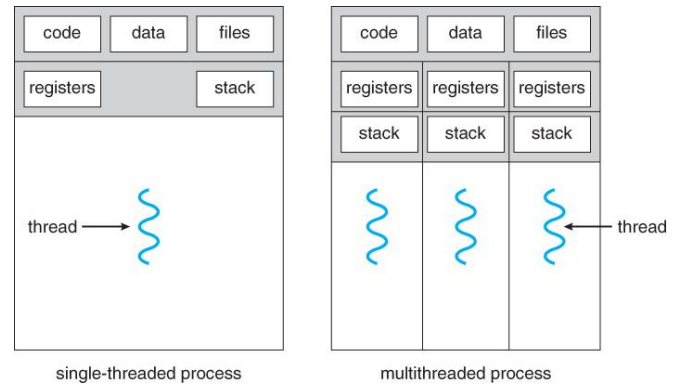 code data files
registers stack
thread
single-threaded process
code data files
registers registers registers
stack stack stack
thread
multithreaded process